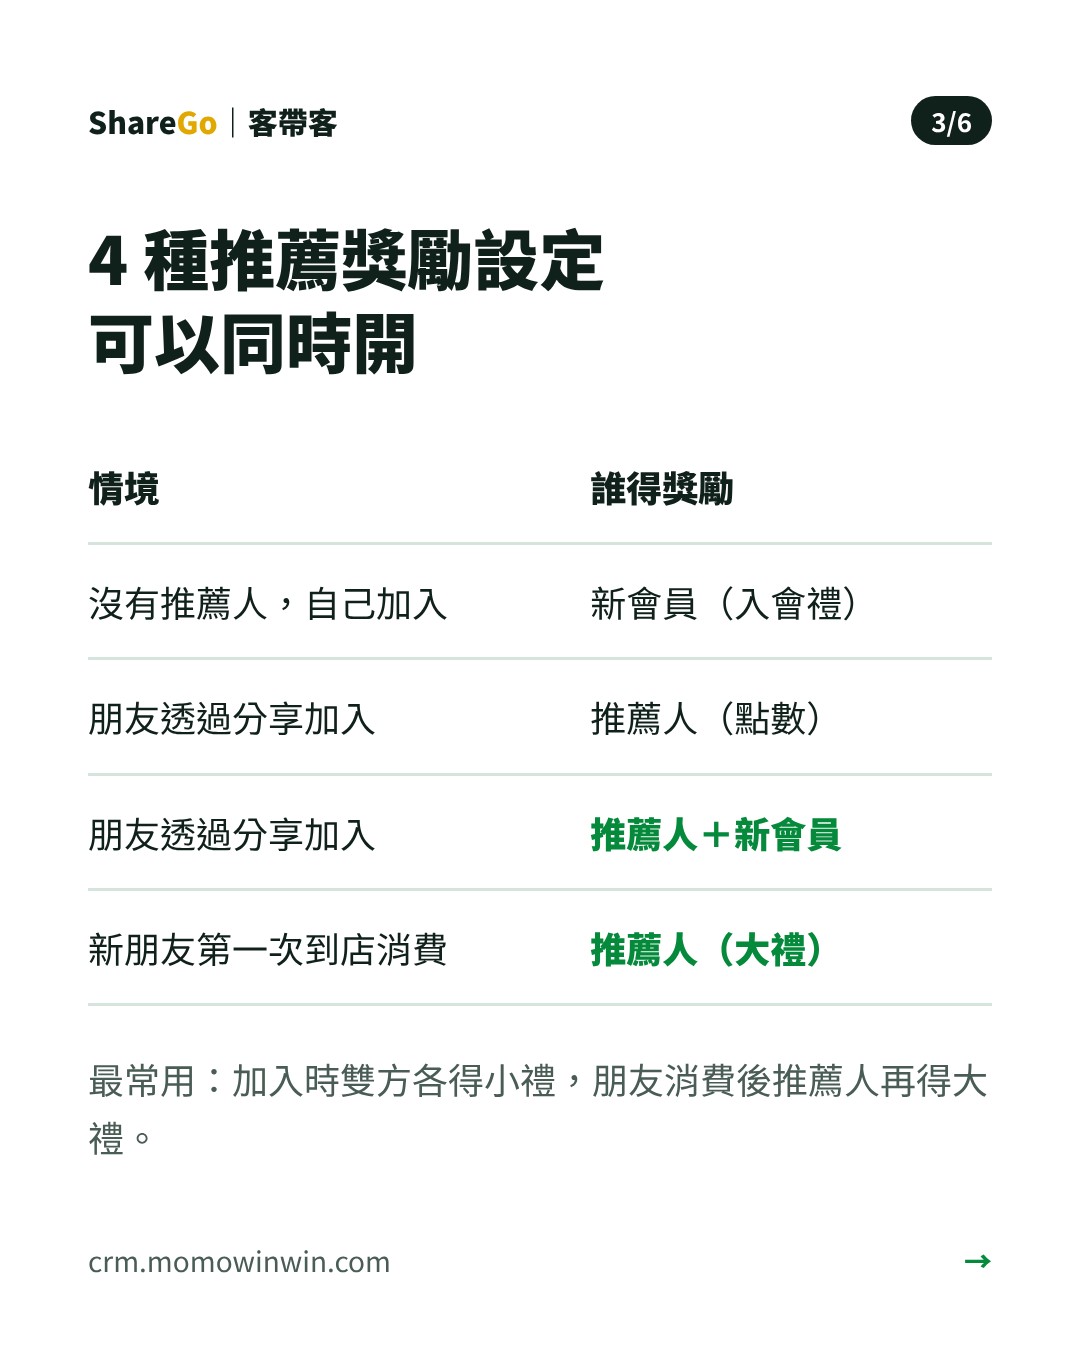 ShareGo｜客帶客
3/6
4 種推薦獎勵設定
可以同時開
情境 誰得獎勵
沒有推薦人，自己加入 新會員（入會禮）
朋友透過分享加入 推薦人（點數）
朋友透過分享加入 推薦人＋新會員
新朋友第一次到店消費 推薦人（大禮）
最常用：加入時雙方各得小禮，朋友消費後推薦人再得大
禮。
crm.momowinwin.com →